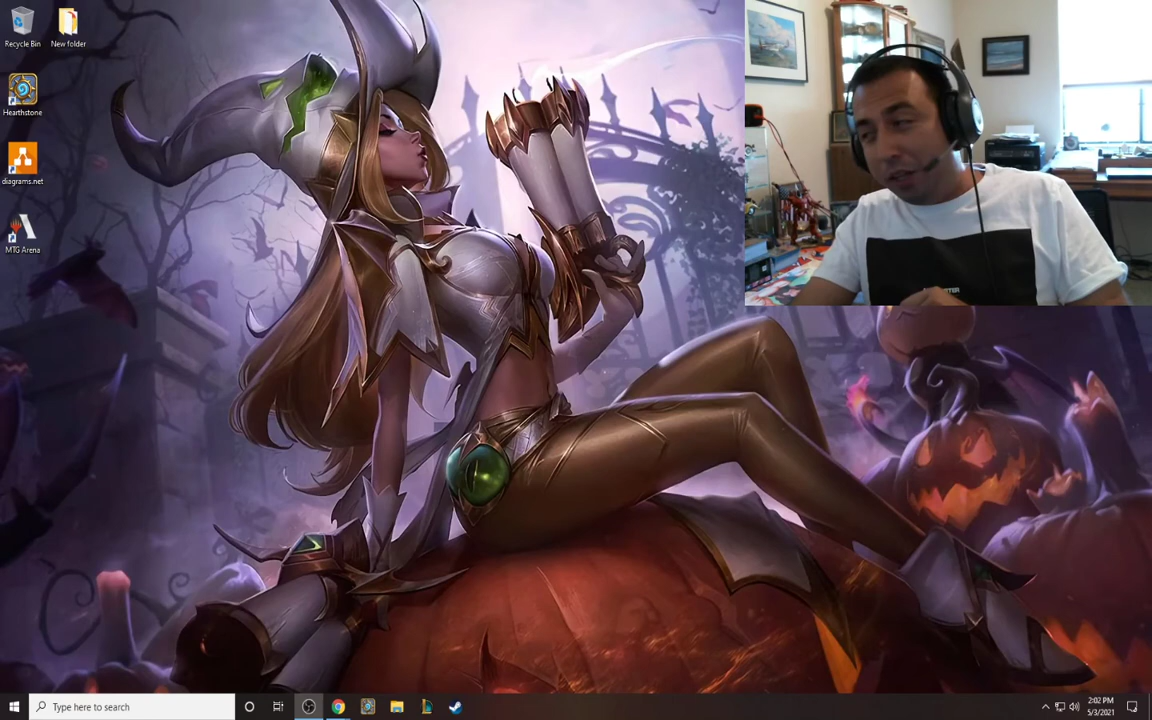 Recycle Bin
New folder
Hearthstone
diagrams.net
MTG Arena
Type here to search
2:02 PM
5/3/2021